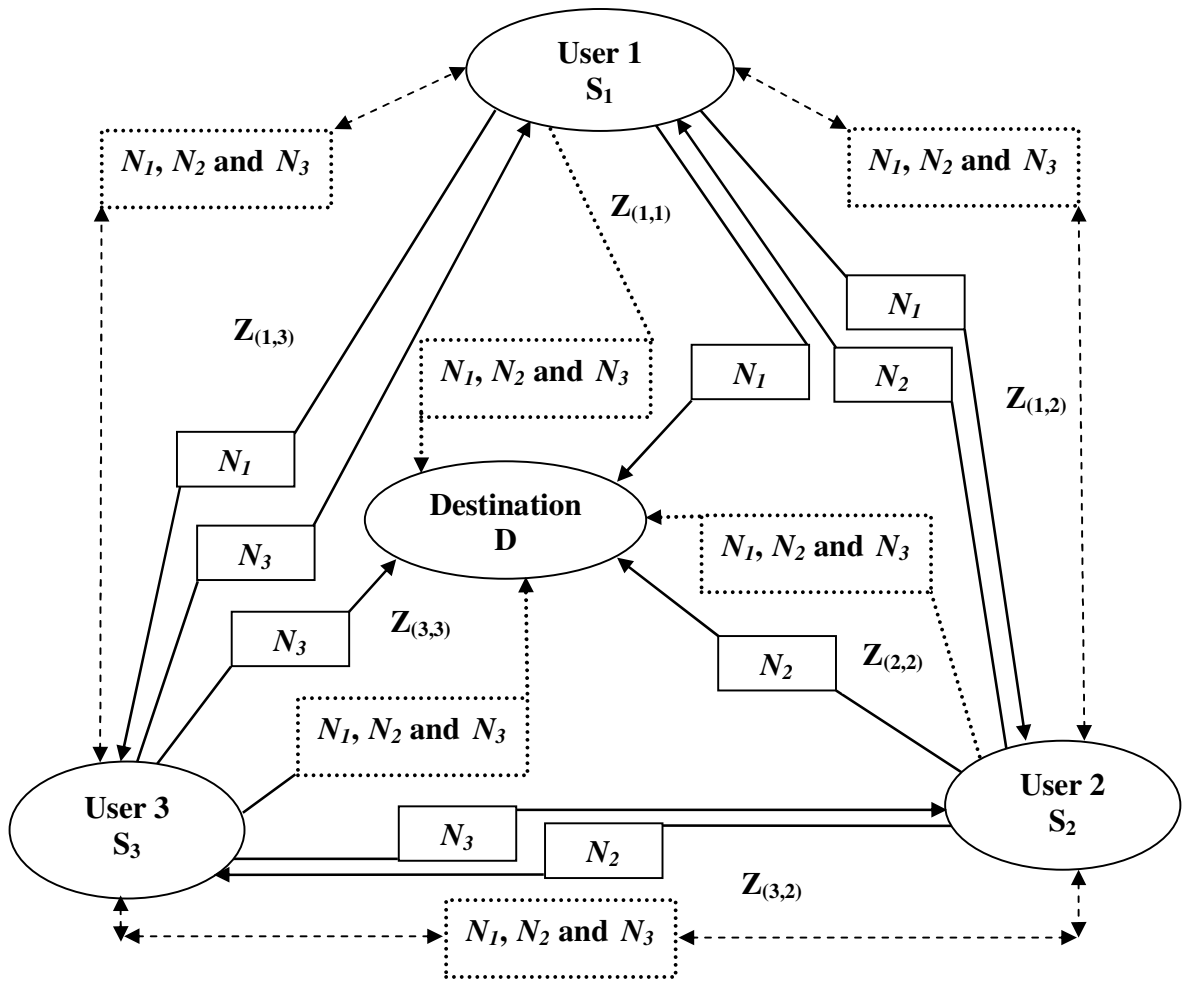 User 1
S1
N1, N2 and N3
N1, N2 and N3
Z(1,1)
N1
Z(1,3)
N1, N2 and N3
N1
N2
Z(1,2)
N1
Destination
D
N3
N1, N2 and N3
N3
Z(3,3)
N2
Z(2,2)
N1, N2 and N3
User 3
S3
User 2
S2
N3
N2
Z(3,2)
N1, N2 and N3